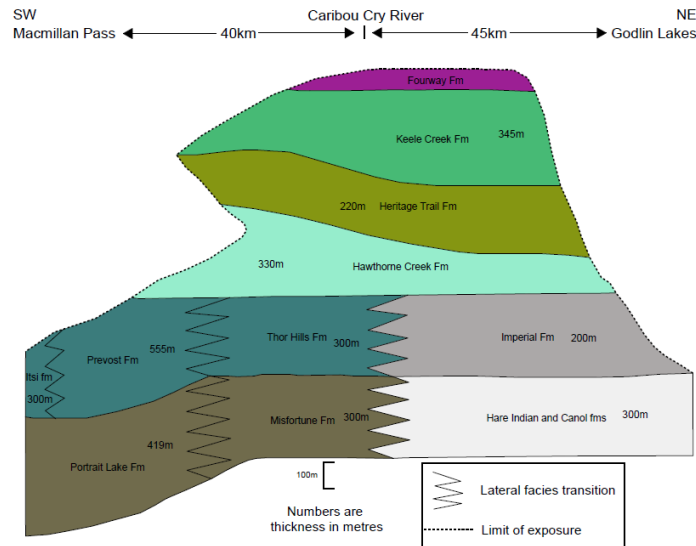 SW Caribou Cry River NE
Macmillan Pass 40km 45km Godlin Lakes
Fourway Fm
Keele Creek Fm 345m
220m Heritage Trail Fm
330m Hawthorne Creek Fm
Prevost Fm 555m Thor Hills Fm 300m Imperial Fm 200m
Itsi fm
300m
Portrait Lake Fm 419m Misfortune Fm 300m Hare Indian and Canol fms 300m
100m
Numbers are
thickness in metres
Lateral facies transition
Limit of exposure